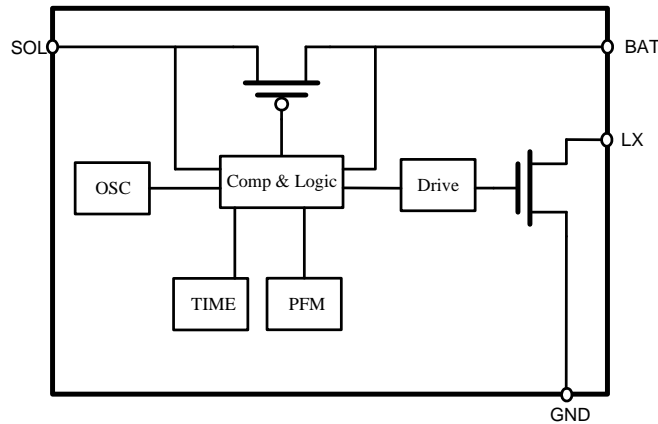 SOL
BAT
LX
Comp & Logic
OSC
Drive
TIME
PFM
GND